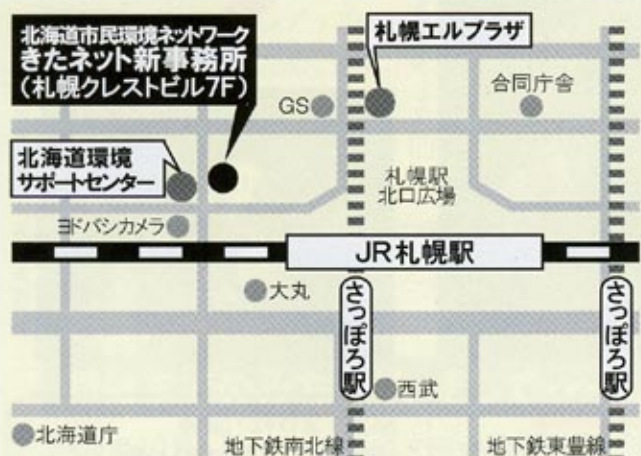 北海道市民環境ネットワーク
きたネット新事務所
(札幌クレストビル7F)
札幌エルプラザ
GS
合同庁舎
北海道環境
サポートセンター
札幌駅
北口広場
ヨドバシカメラ
JR札幌駅
大丸
さっぽろ駅
さっぽろ駅
西武
北海道庁
地下鉄南北線
地下鉄東豊線